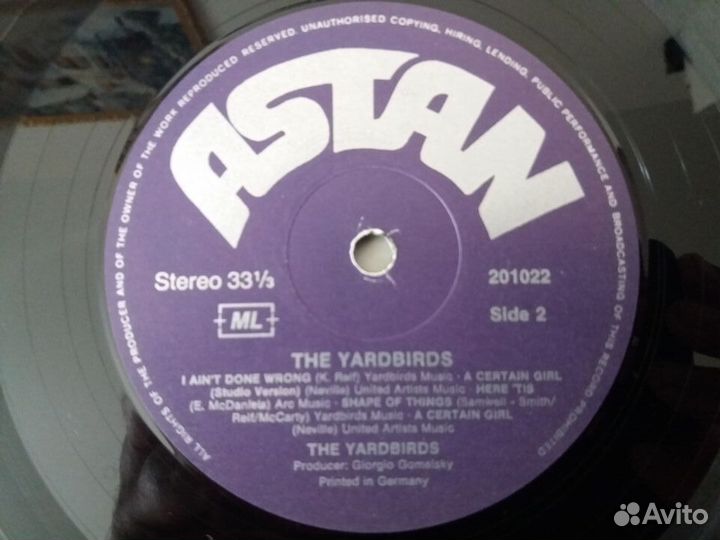 ALL RIGHTS OF THE PRODUCER AND OF THE OWNER OF THE WORK REPRODUCED RESERVED. UNAUTHORISED COPYING, HIRING, LENDING, PUBLIC PERFORMANCE AND BROADCASTING OF THIS RECORD PROHIBITED
ASTAN
Stereo 33⅓
201022
ML
Side 2
THE YARDBIRDS
I AIN'T DONE WRONG (K. Reif) Yardbirds Music - A CERTAIN GIRL
(Studio Version) (Neville) United Artists Music - HERE 'TIS
(E. McDaniels) Arc Music - SHAPE OF THINGS (Samwell - Smith/
Reif/McCarty) Yardbirds Music - A CERTAIN GIRL
(Neville) United Artists Music
THE YARDBIRDS
Producer: Giorgio Gomelsky
Printed in Germany
Avito